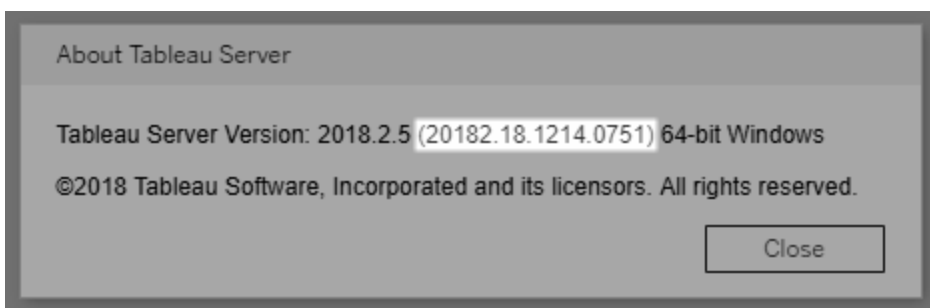 About Tableau Server
Tableau Server Version: 2018.2.5 (20182.18.1214.0751) 64-bit Windows
©2018 Tableau Software, Incorporated and its licensors. All rights reserved.
Close